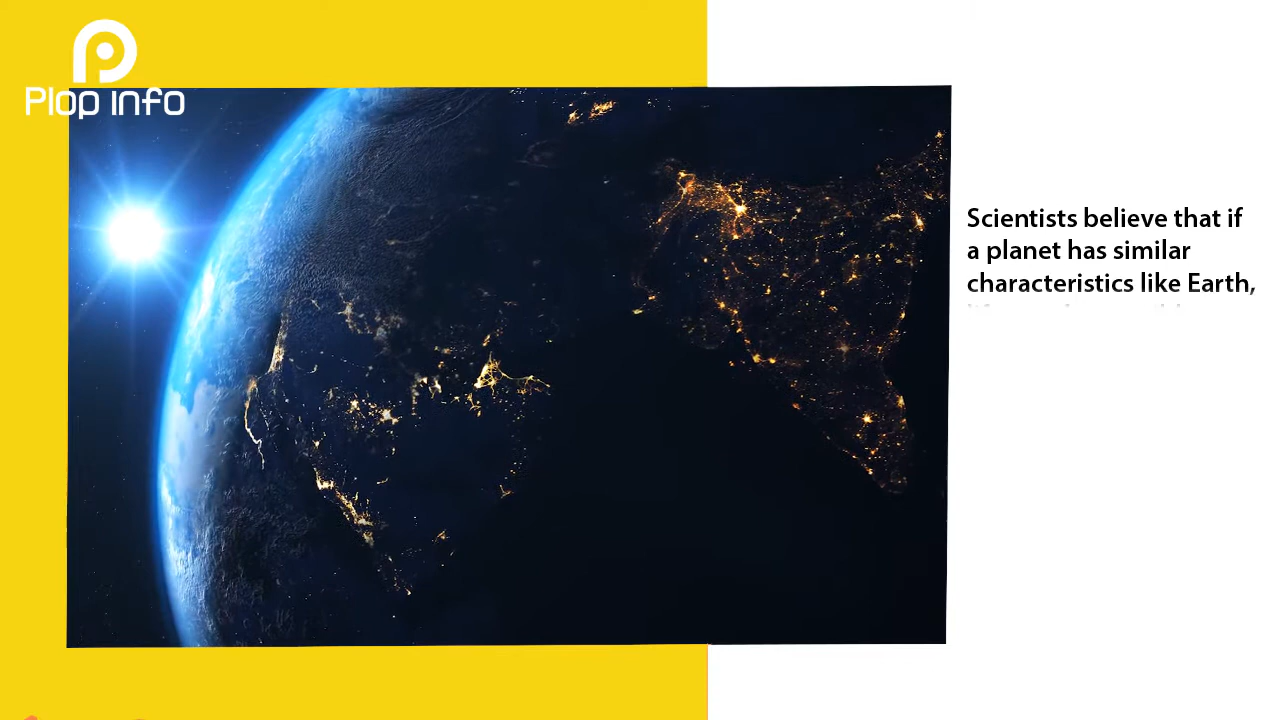 Plop info
Scientists believe that if
a planet has similar
characteristics like Earth,